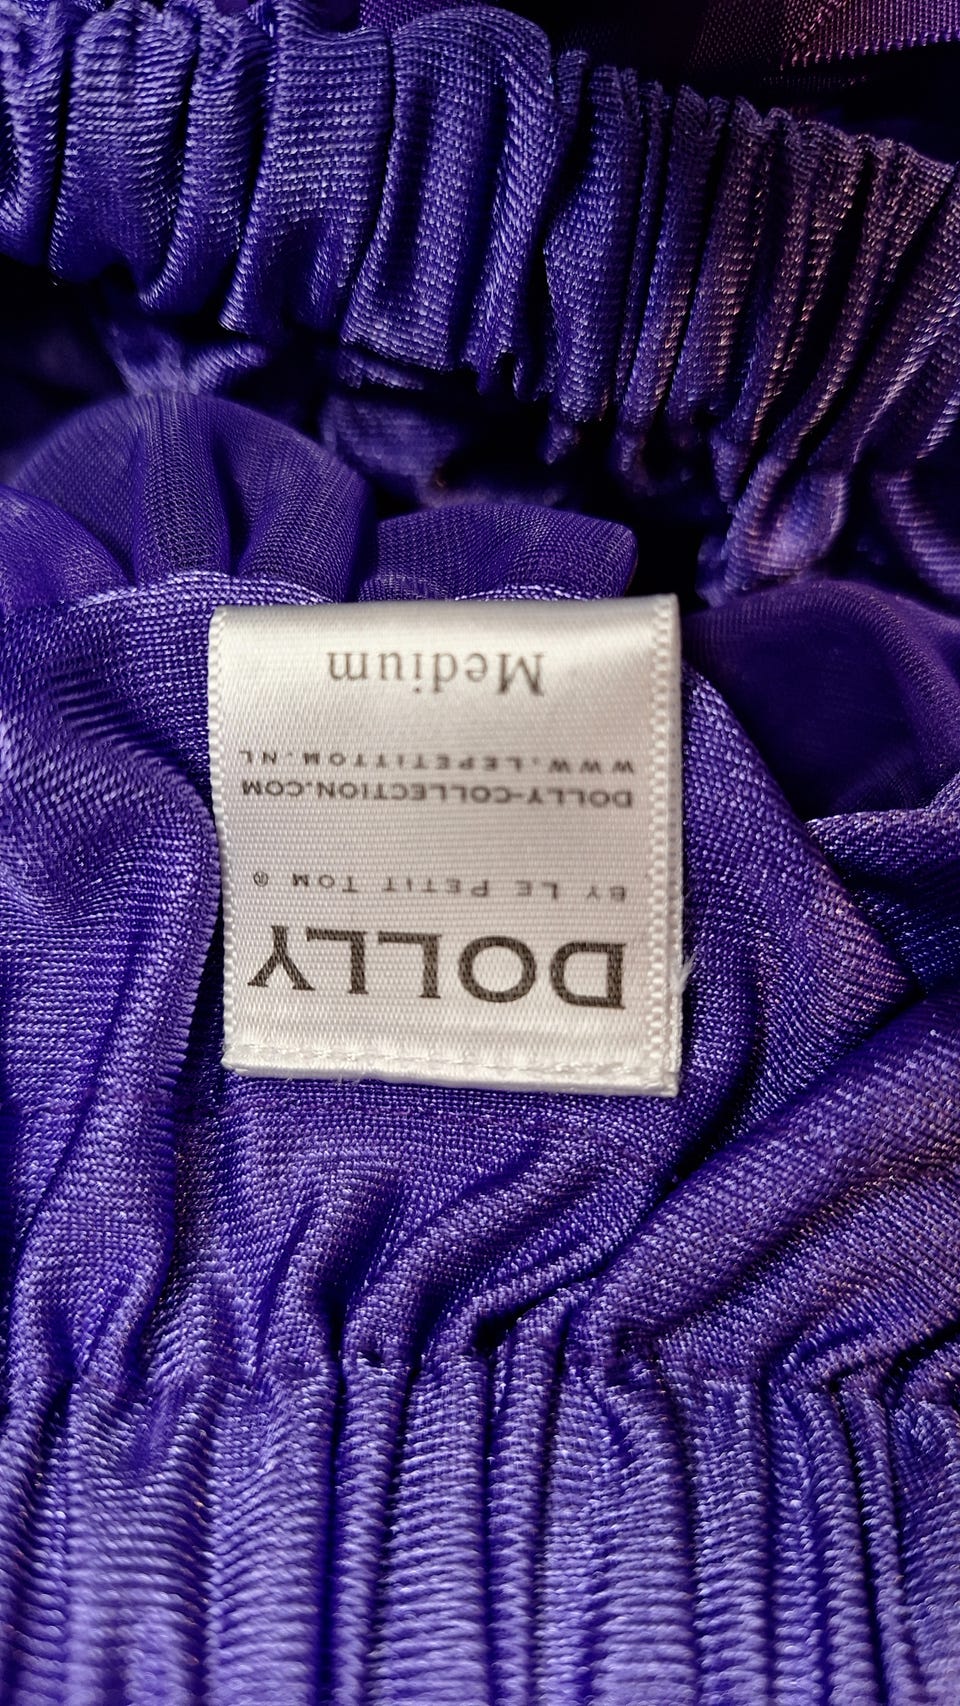 DOLLY
BY LE PETIT TOM ®
DOLLY-COLLECTION.COM
WWW.LEPETITTOM.NL
Medium